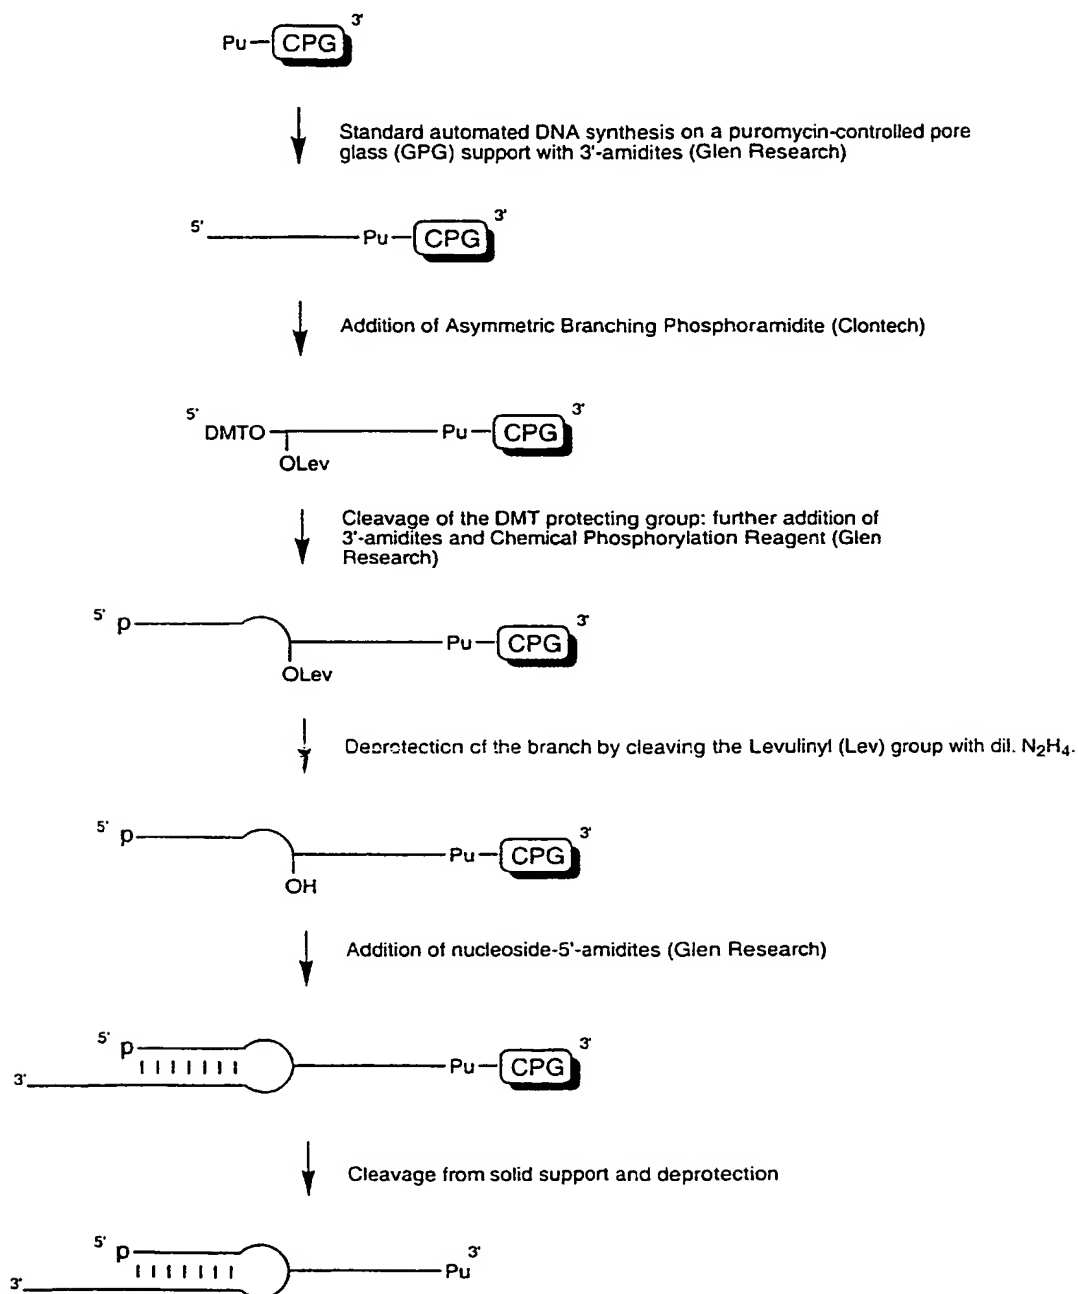 3'
Pu CPG
Standard automated DNA synthesis on a puromycin-controlled pore
glass (GPG) support with 3'-amidites (Glen Research)
5' 3'
Pu CPG
Addition of Asymmetric Branching Phosphoramidite (Clontech)
5' 3'
DMTO Pu CPG
OLev
Cleavage of the DMT protecting group: further addition of
3'-amidites and Chemical Phosphorylation Reagent (Glen
Research)
5' p 3'
Pu CPG
OLev
Deprotection of the branch by cleaving the Levulinyl (Lev) group with dil. N₂H₄.
5' p 3'
Pu CPG
OH
Addition of nucleoside-5'-amidites (Glen Research)
5' p 3'
Pu CPG
3'
Cleavage from solid support and deprotection
5' p 3'
Pu
3'